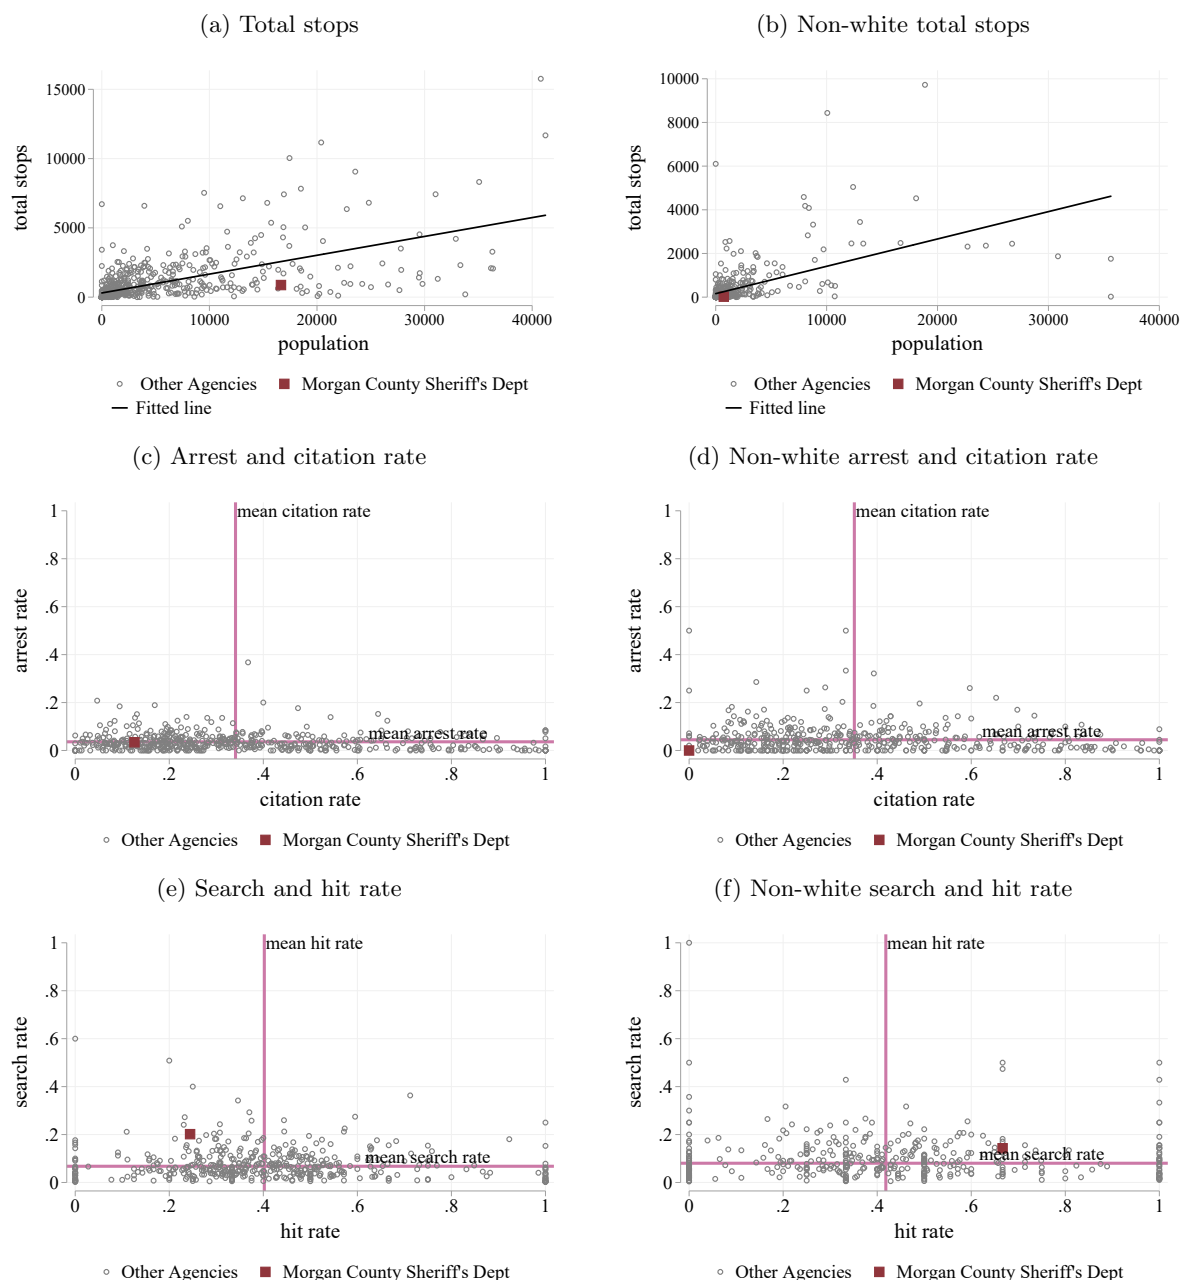 (a) Total stops
(b) Non-white total stops
total stops
15000
10000
5000
0
0 10000 20000 30000 40000
population
Other Agencies Morgan County Sheriff's Dept
Fitted line
total stops
10000
8000
6000
4000
2000
0
0 10000 20000 30000 40000
population
Other Agencies Morgan County Sheriff's Dept
Fitted line
(c) Arrest and citation rate
(d) Non-white arrest and citation rate
arrest rate
1
.8
.6
.4
.2
0
mean citation rate
mean arrest rate
0 .2 .4 .6 .8 1
citation rate
Other Agencies Morgan County Sheriff's Dept
arrest rate
1
.8
.6
.4
.2
0
mean citation rate
mean arrest rate
0 .2 .4 .6 .8 1
citation rate
Other Agencies Morgan County Sheriff's Dept
(e) Search and hit rate
(f) Non-white search and hit rate
search rate
1
.8
.6
.4
.2
0
mean hit rate
mean search rate
0 .2 .4 .6 .8 1
hit rate
Other Agencies Morgan County Sheriff's Dept
search rate
1
.8
.6
.4
.2
0
mean hit rate
mean search rate
0 .2 .4 .6 .8 1
hit rate
Other Agencies Morgan County Sheriff's Dept